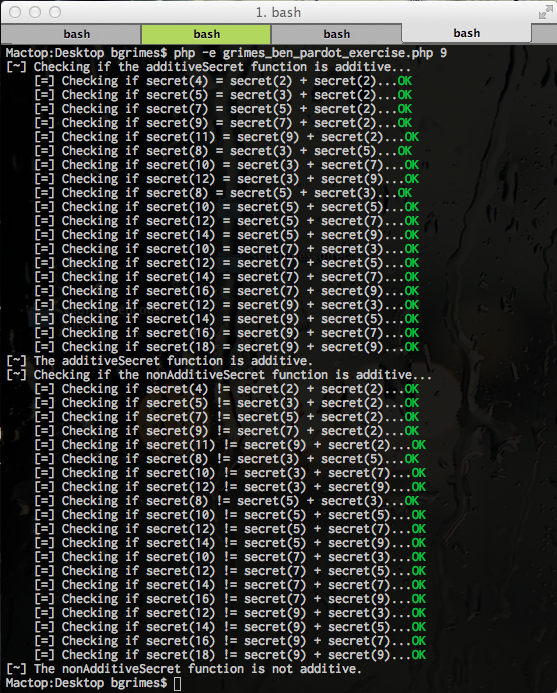 1. bash
bash bash bash bash
Mactop:Desktop bgrimes$ php -e grimes_ben_pardot_exercise.php 9
[~] Checking if the additiveSecret function is additive...
[=] Checking if secret(4) = secret(2) + secret(2)...OK
[=] Checking if secret(5) = secret(3) + secret(2)...OK
[=] Checking if secret(7) = secret(5) + secret(2)...OK
[=] Checking if secret(9) = secret(7) + secret(2)...OK
[=] Checking if secret(11) = secret(9) + secret(2)...OK
[=] Checking if secret(8) = secret(3) + secret(5)...OK
[=] Checking if secret(10) = secret(3) + secret(7)...OK
[=] Checking if secret(12) = secret(3) + secret(9)...OK
[=] Checking if secret(8) = secret(5) + secret(3)...OK
[=] Checking if secret(10) = secret(5) + secret(5)...OK
[=] Checking if secret(12) = secret(5) + secret(7)...OK
[=] Checking if secret(14) = secret(5) + secret(9)...OK
[=] Checking if secret(10) = secret(7) + secret(3)...OK
[=] Checking if secret(12) = secret(7) + secret(5)...OK
[=] Checking if secret(14) = secret(7) + secret(7)...OK
[=] Checking if secret(16) = secret(7) + secret(9)...OK
[=] Checking if secret(12) = secret(9) + secret(3)...OK
[=] Checking if secret(14) = secret(9) + secret(5)...OK
[=] Checking if secret(16) = secret(9) + secret(7)...OK
[=] Checking if secret(18) = secret(9) + secret(9)...OK
[~] The additiveSecret function is additive.
[~] Checking if the nonAdditiveSecret function is additive...
[=] Checking if secret(4) != secret(2) + secret(2)...OK
[=] Checking if secret(5) != secret(3) + secret(2)...OK
[=] Checking if secret(7) != secret(5) + secret(2)...OK
[=] Checking if secret(9) != secret(7) + secret(2)...OK
[=] Checking if secret(11) != secret(9) + secret(2)...OK
[=] Checking if secret(8) != secret(3) + secret(5)...OK
[=] Checking if secret(10) != secret(3) + secret(7)...OK
[=] Checking if secret(12) != secret(3) + secret(9)...OK
[=] Checking if secret(8) != secret(5) + secret(3)...OK
[=] Checking if secret(10) != secret(5) + secret(5)...OK
[=] Checking if secret(12) != secret(5) + secret(7)...OK
[=] Checking if secret(14) != secret(5) + secret(9)...OK
[=] Checking if secret(10) != secret(7) + secret(3)...OK
[=] Checking if secret(12) != secret(7) + secret(5)...OK
[=] Checking if secret(14) != secret(7) + secret(7)...OK
[=] Checking if secret(16) != secret(7) + secret(9)...OK
[=] Checking if secret(12) != secret(9) + secret(3)...OK
[=] Checking if secret(14) != secret(9) + secret(5)...OK
[=] Checking if secret(16) != secret(9) + secret(7)...OK
[=] Checking if secret(18) != secret(9) + secret(9)...OK
[~] The nonAdditiveSecret function is not additive.
Mactop:Desktop bgrimes$